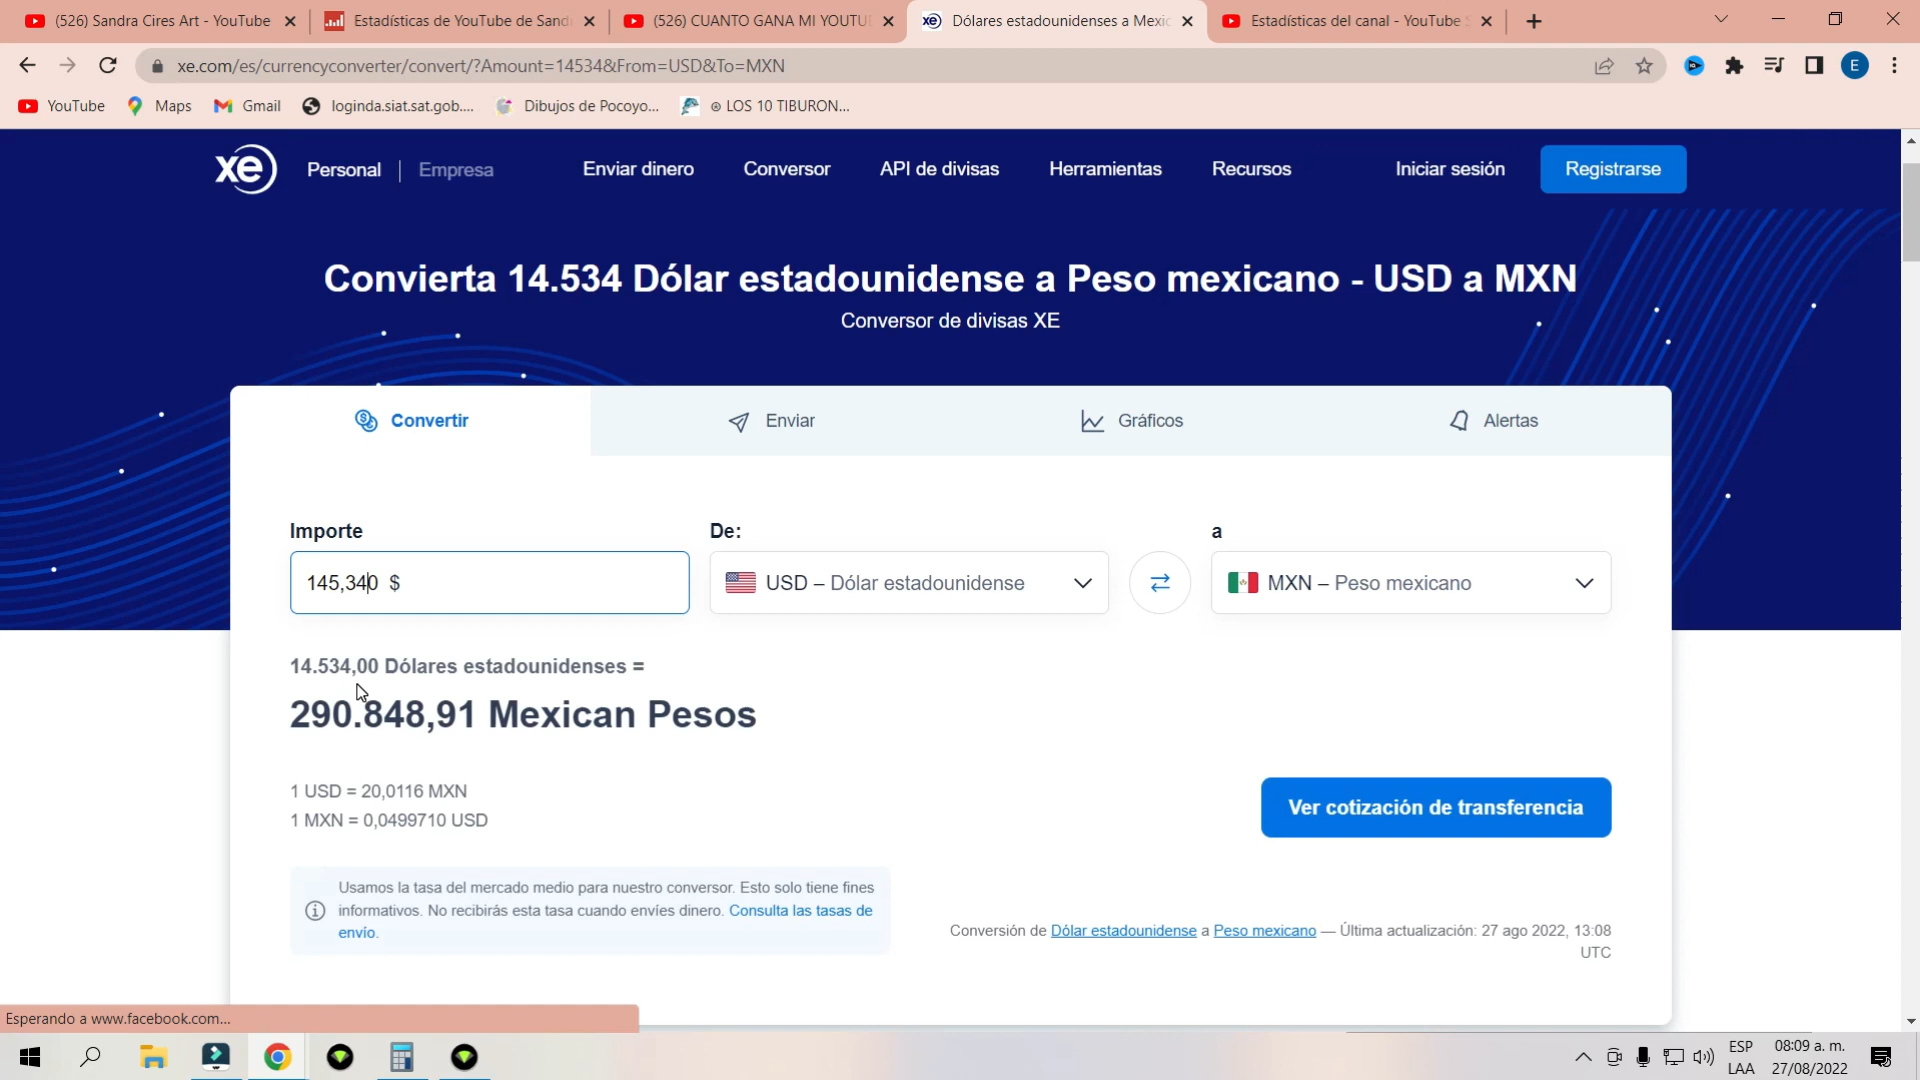 (526) Sandra Cires Art - YouTube
Estadísticas de YouTube de Sand
(526) CUANTO GANA MI YOUTU
Dólares estadounidenses a Mexic
Estadísticas del canal - YouTube S
xe.com/es/currencyconverter/convert/?Amount=14534&From=USD&To=MXN
E
YouTube
Maps
Gmail
loginda.siat.sat.gob....
Dibujos de Pocoyo...
⊛ LOS 10 TIBURON...
xe
Personal
Empresa
Enviar dinero
Conversor
API de divisas
Herramientas
Recursos
Iniciar sesión
Registrarse
Convierta 14.534 Dólar estadounidense a Peso mexicano - USD a MXN
Conversor de divisas XE
Convertir
Enviar
Gráficos
Alertas
Importe
De:
a
145,340 $
USD – Dólar estadounidense
MXN – Peso mexicano
14.534,00 Dólares estadounidenses =
290.848,91 Mexican Pesos
1 USD = 20,0116 MXN
1 MXN = 0,0499710 USD
Ver cotización de transferencia
Usamos la tasa del mercado medio para nuestro conversor. Esto solo tiene fines
informativos. No recibirás esta tasa cuando envíes dinero. Consulta las tasas de
envío.
Conversión de Dólar estadounidense a Peso mexicano — Última actualización: 27 ago 2022, 13:08
UTC
Esperando a www.facebook.com...
ESP
LAA
08:09 a. m.
27/08/2022